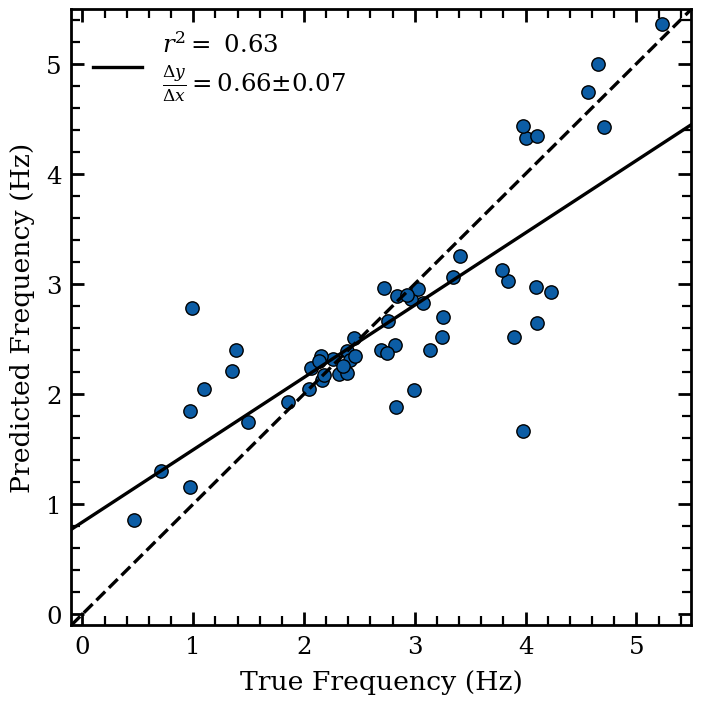 r² = 0.63
Δy/Δx = 0.66±0.07
Predicted Frequency (Hz)
5
4
3
2
1
0
0 1 2 3 4 5
True Frequency (Hz)